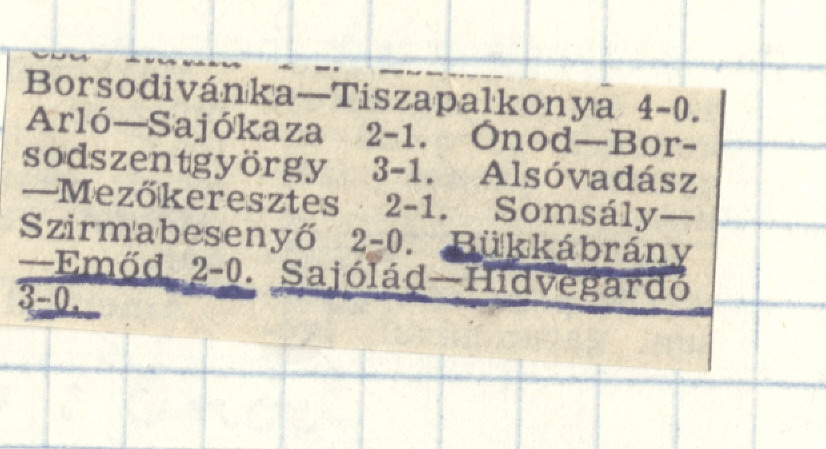 Borsodivánka—Tiszapalkonya 4-0.
Arló—Sajókaza 2-1. Ónod—Bor-
sodszentgyörgy 3-1. Alsóvadász
—Mezőkeresztes 2-1. Somsály—
Szirmabesenyő 2-0. Bükkábrány
—Emőd 2-0. Sajólád—Hidvégardó
3-0.